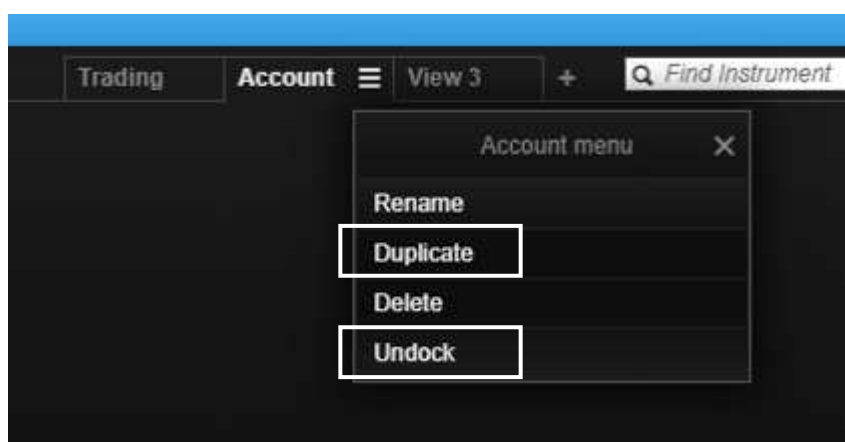 Trading Account View 3 + Find Instrument
Account menu
Rename
Duplicate
Delete
Undock